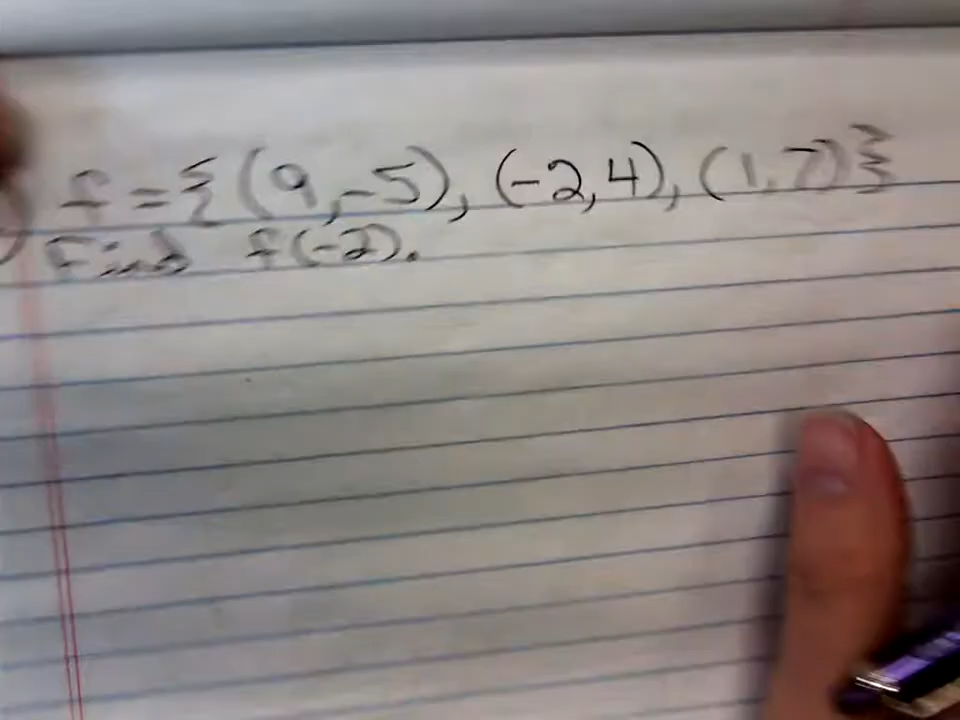 f = {(9,-5), (-2,4), (1,7)}
Find f(-2).